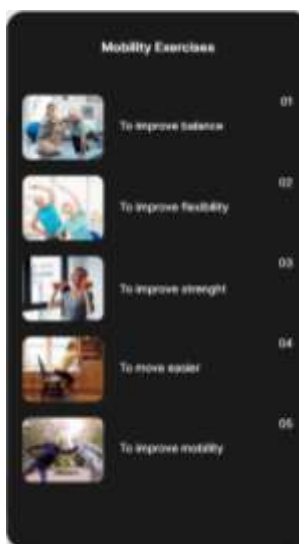 Mobility Exercises
01
To improve balance
02
To improve flexibility
03
To improve strenght
04
To move easier
05
To improve mobility